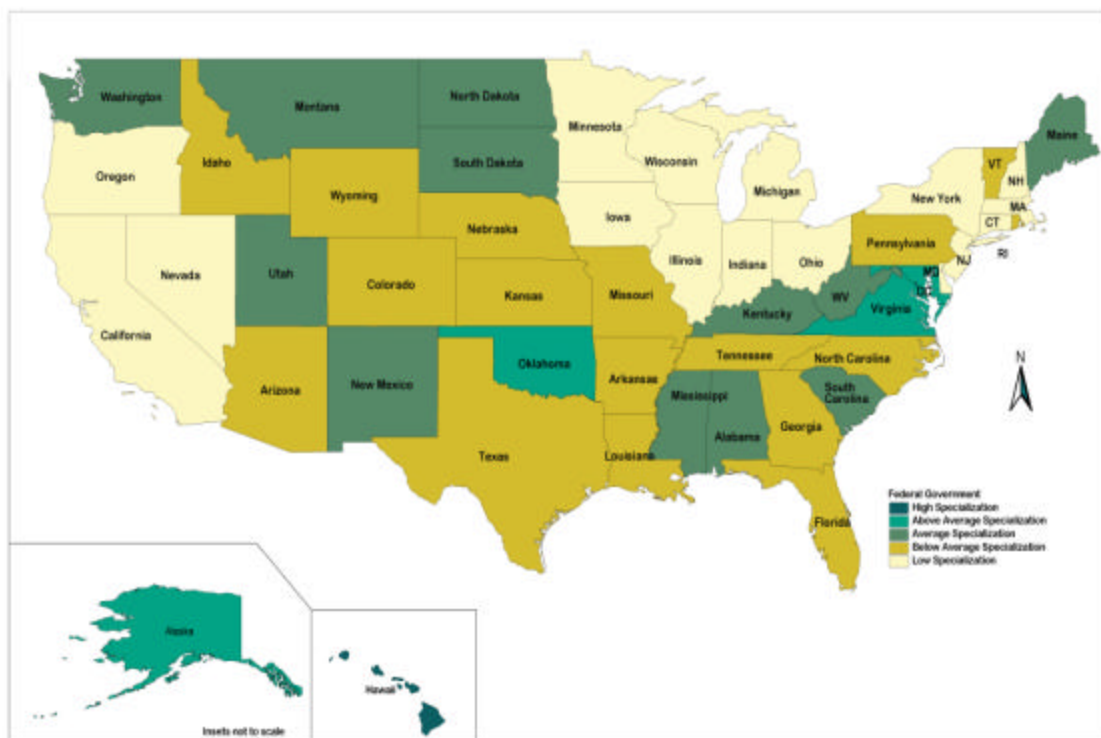 Washington
Montana
North Dakota
Minnesota
Maine
South Dakota
Wisconsin
VT
Idaho
NH
Oregon
Michigan
New York
MA
Wyoming
Iowa
CT
Nebraska
Pennsylvania
NJ
RI
Nevada
Utah
Illinois
Indiana
Ohio
MD
Colorado
Kansas
Missouri
WV
DC
Virginia
Kentucky
California
Tennessee
North Carolina
Oklahoma
Arkansas
Arizona
New Mexico
Mississippi
South
Carolina
Georgia
Alabama
Texas
Louisiana
Florida
N
Federal Government
High Specialization
Above Average Specialization
Average Specialization
Below Average Specialization
Low Specialization
Alaska
Hawaii
Insets not to scale